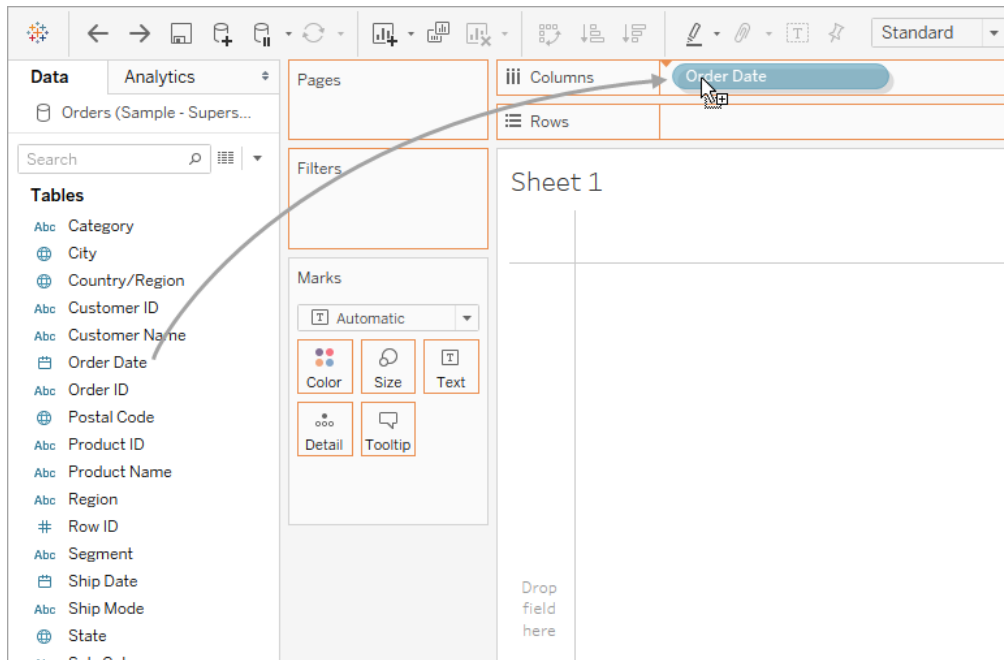 Standard
Data
Analytics
Orders (Sample - Supers...
Search
Tables
Abc Category
City
Country/Region
Abc Customer ID
Abc Customer Name
Order Date
Abc Order ID
Postal Code
Abc Product ID
Abc Product Name
Abc Region
# Row ID
Abc Segment
Ship Date
Abc Ship Mode
State
Pages
Filters
Marks
T Automatic
Color
Size
T
Text
Detail
Tooltip
Columns
Order Date
Rows
Sheet 1
Drop
field
here